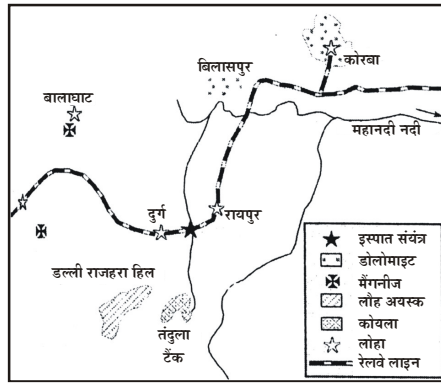 बिलासपुर
कोरबा
बालाघाट
महानदी नदी
दुर्ग
रायपुर
डल्ली राजहरा हिल
तंदुला
टैंक
इस्पात संयंत्र
डोलोमाइट
मैंगनीज
लौह अयस्क
कोयला
लोहा
रेलवे लाइन